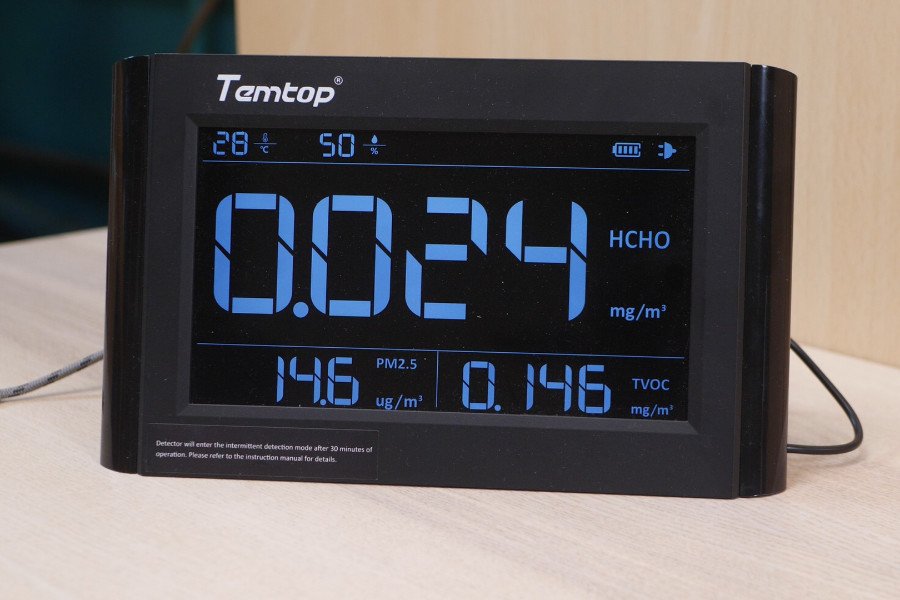 Temtop®
28 °C 50 %
0.024 HCHO
mg/m³
14.6 PM2.5
ug/m³
0.146 TVOC
mg/m³
Detector will enter the intermittent detection mode after 30 minutes of
operation. Please refer to the instruction manual for details.